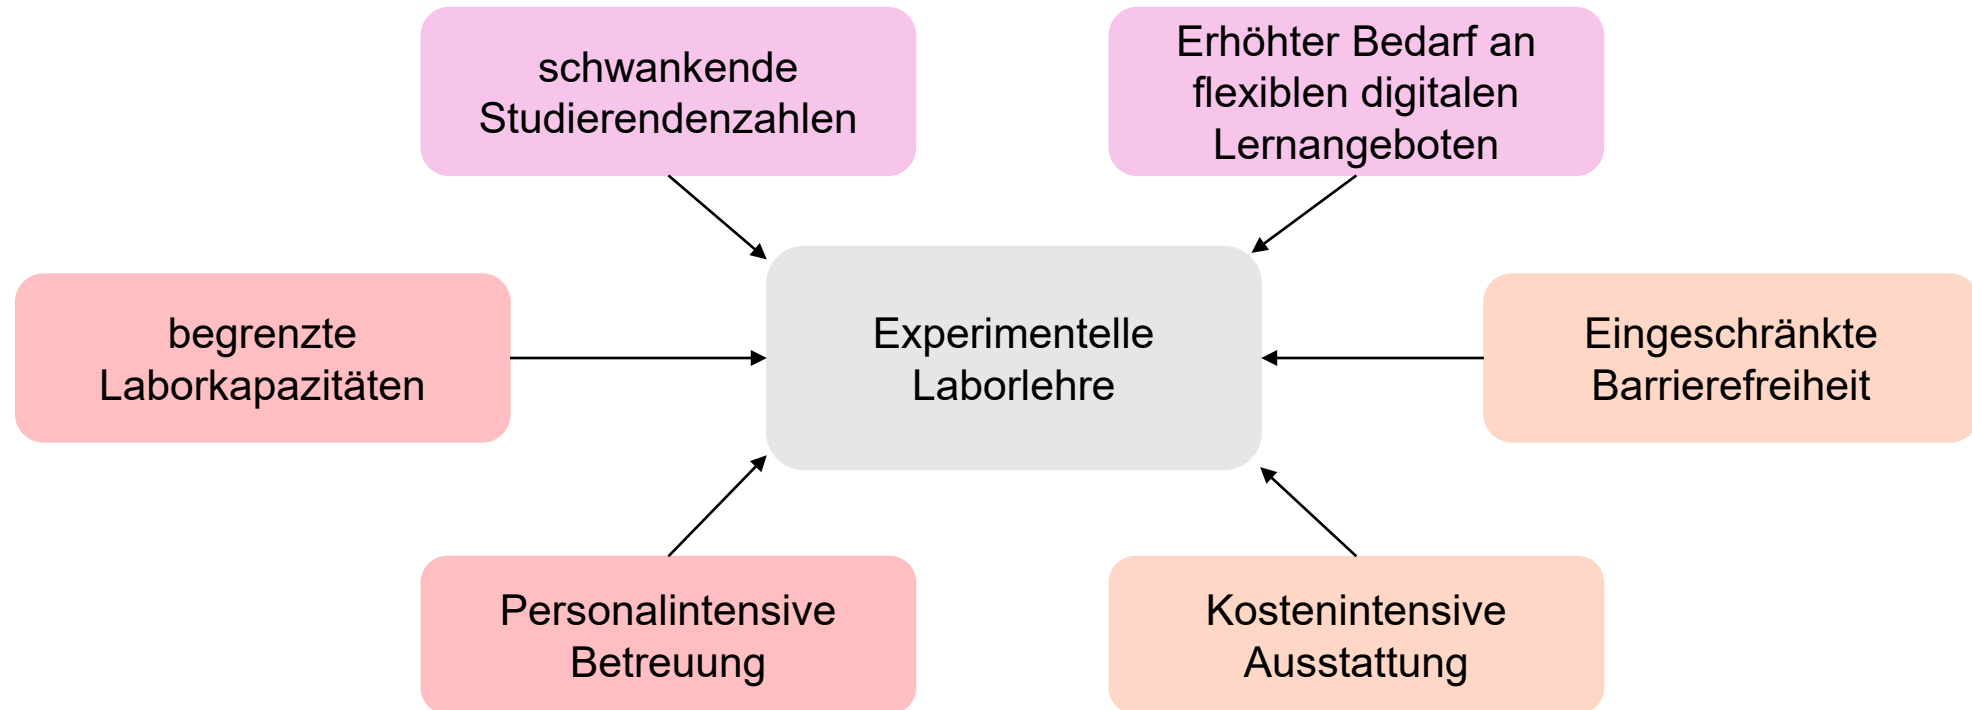 schwankende
Studierendenzahlen
Erhöhter Bedarf an
flexiblen digitalen
Lernangeboten
begrenzte
Laborkapazitäten
Experimentelle
Laborlehre
Eingeschränkte
Barrierefreiheit
Personalintensive
Betreuung
Kostenintensive
Ausstattung